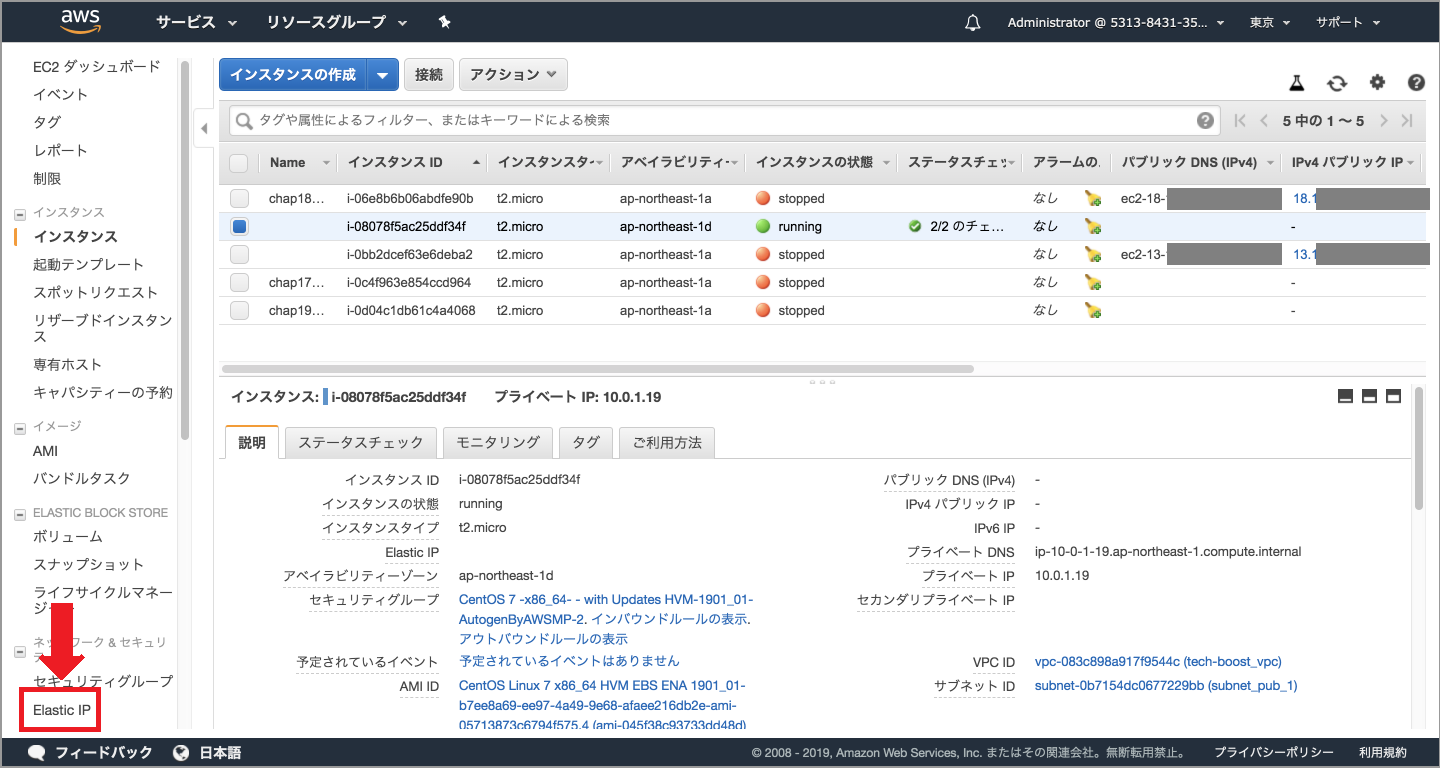 aws
サービス
リソースグループ
Administrator @ 5313-8431-35...
東京
サポート
EC2 ダッシュボード
イベント
タグ
レポート
制限
インスタンス
インスタンス
起動テンプレート
スポットリクエスト
リザーブドインスタン
ス
専有ホスト
キャパシティーの予約
イメージ
AMI
バンドルタスク
ELASTIC BLOCK STORE
ボリューム
スナップショット
ライフサイクルマネー
ジャー
ネットワーク & セキュリ
セキュリティグループ
Elastic IP
インスタンスの作成
接続
アクション
タグや属性によるフィルター、またはキーワードによる検索
5 中の 1 ～ 5
Name インスタンス ID インスタンスター アベイラビリティー インスタンスの状態 ステータスチェッ アラームの. パブリック DNS (IPv4) IPv4 パブリック IP
chap18... i-06e8b6b06abdfe90b t2.micro ap-northeast-1a stopped なし ec2-18- 18.1
i-08078f5ac25ddf34f t2.micro ap-northeast-1d running 2/2 のチェ... なし -
i-0bb2dcef63e6deba2 t2.micro ap-northeast-1a stopped なし ec2-13- 13.1
chap17... i-0c4f963e854ccd964 t2.micro ap-northeast-1a stopped なし -
chap19... i-0d04c1db61c4a4068 t2.micro ap-northeast-1a stopped なし -
インスタンス: i-08078f5ac25ddf34f プライベート IP: 10.0.1.19
説明
ステータスチェック
モニタリング
タグ
ご利用方法
インスタンス ID i-08078f5ac25ddf34f
インスタンスの状態 running
インスタンスタイプ t2.micro
Elastic IP
アベイラビリティーゾーン ap-northeast-1d
セキュリティグループ CentOS 7 -x86_64- - with Updates HVM-1901_01-
AutogenByAWSMP-2. インバウンドルールの表示.
アウトバウンドルールの表示
予定されているイベント 予定されているイベントはありません
AMI ID CentOS Linux 7 x86_64 HVM EBS ENA 1901_01-
b7ee8a69-ee97-4a49-9e68-afaee216db2e-ami-
05713873c6794f575.4 (ami-045f38c93733dd48d)
パブリック DNS (IPv4) -
IPv4 パブリック IP -
IPv6 IP -
プライベート DNS ip-10-0-1-19.ap-northeast-1.compute.internal
プライベート IP 10.0.1.19
セカンダリプライベート IP
VPC ID vpc-083c898a917f9544c (tech-boost_vpc)
サブネット ID subnet-0b7154dc0677229bb (subnet_pub_1)
フィードバック
日本語
© 2008 - 2019, Amazon Web Services, Inc. またはその関連会社。無断転用禁止。
プライバシーポリシー
利用規約